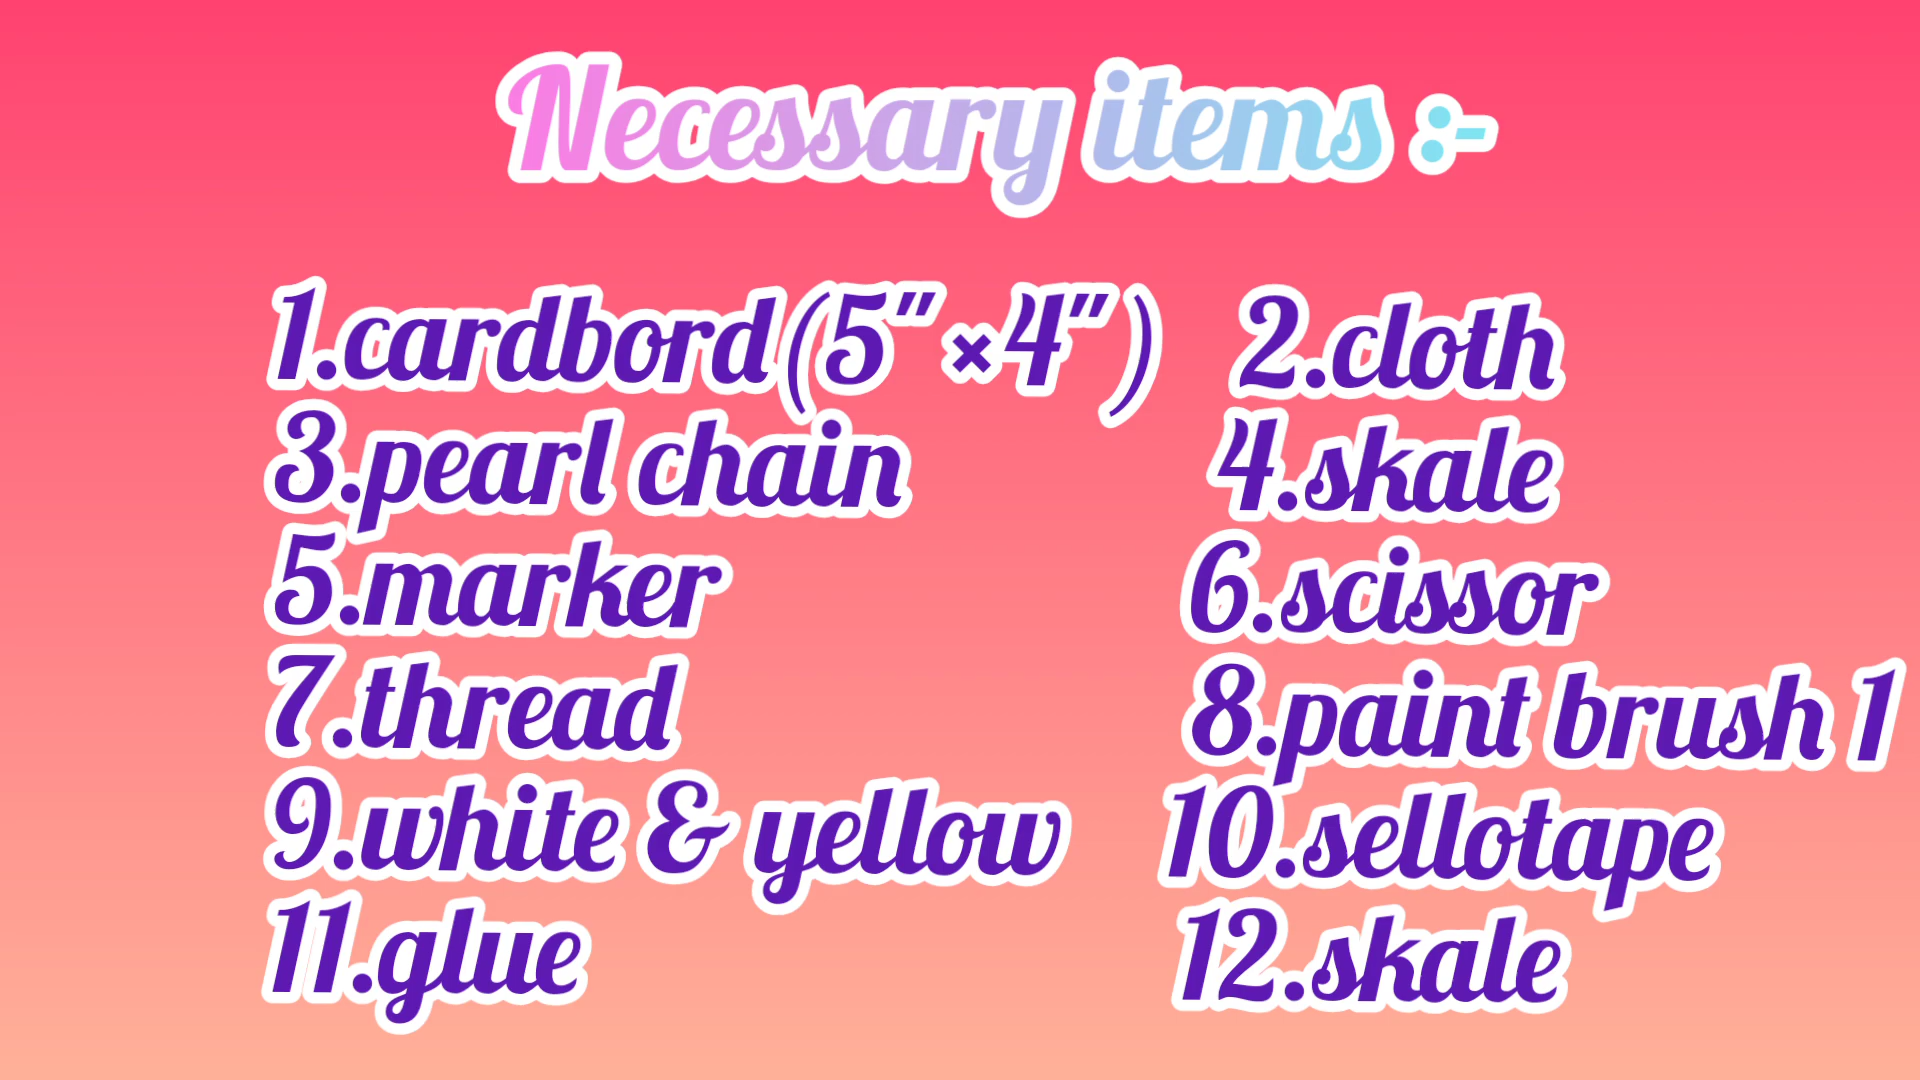 Necessary items :-
1.cardbord(5"×4") 2.cloth
3.pearl chain 4.skale
5.marker 6.scissor
7.thread 8.paint brush 1
9.white & yellow 10.sellotape
11.glue 12.skale